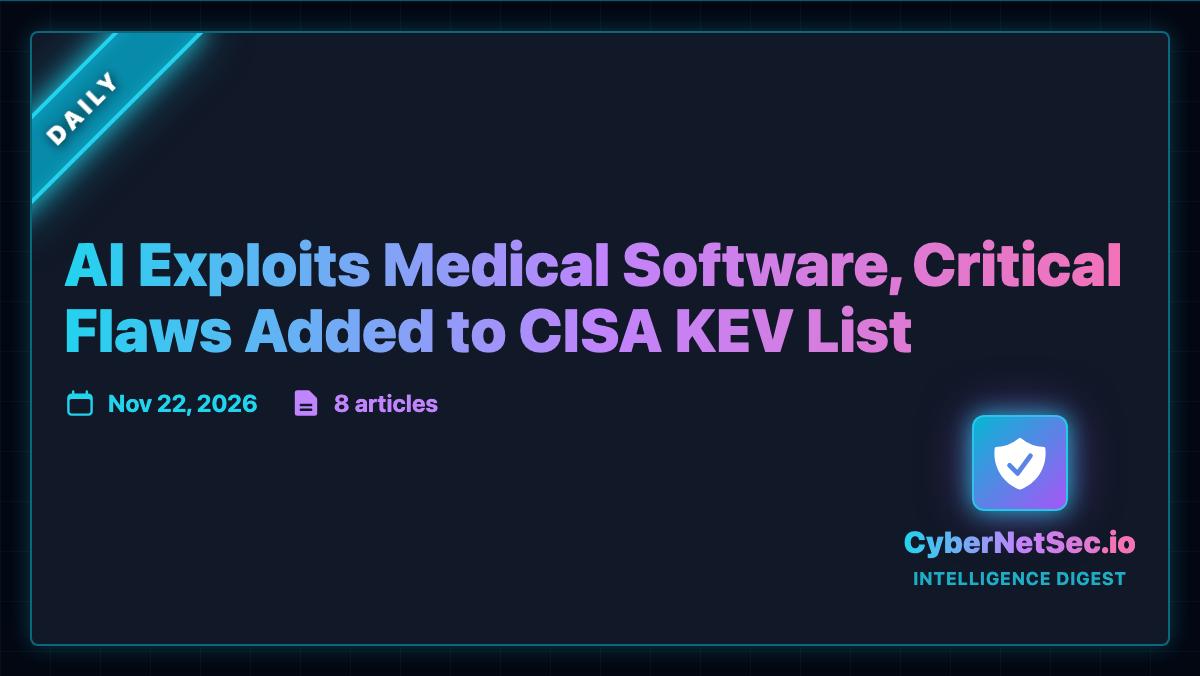 DAILY
AI Exploits Medical Software, Critical
Flaws Added to CISA KEV List
Nov 22, 2026
8 articles
CyberNetSec.io
INTELLIGENCE DIGEST